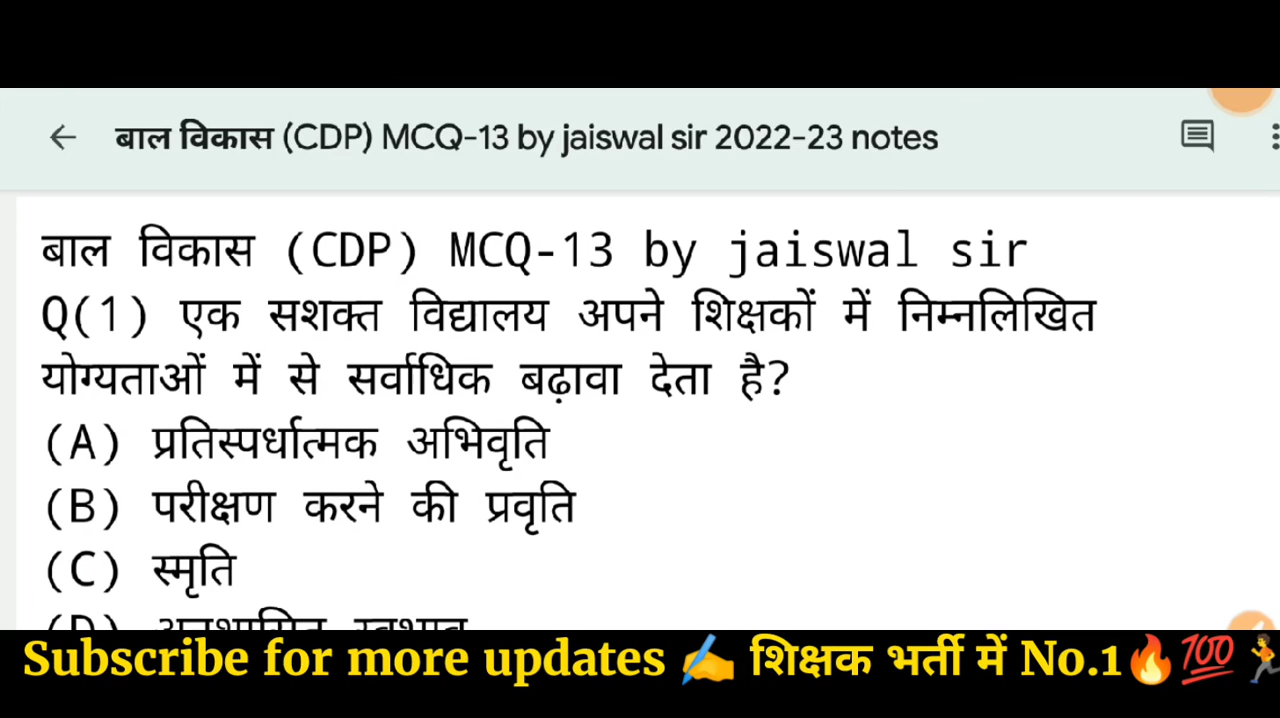 बाल विकास (CDP) MCQ-13 by jaiswal sir 2022-23 notes
बाल विकास (CDP) MCQ-13 by jaiswal sir
Q(1) एक सशक्त विद्यालय अपने शिक्षकों में निम्नलिखित
योग्यताओं में से सर्वाधिक बढ़ावा देता है?
(A) प्रतिस्पर्धात्मक अभिवृति
(B) परीक्षण करने की प्रवृति
(C) स्मृति
(D)
Subscribe for more updates ✍️ शिक्षक भर्ती में No.1🔥💯🏃